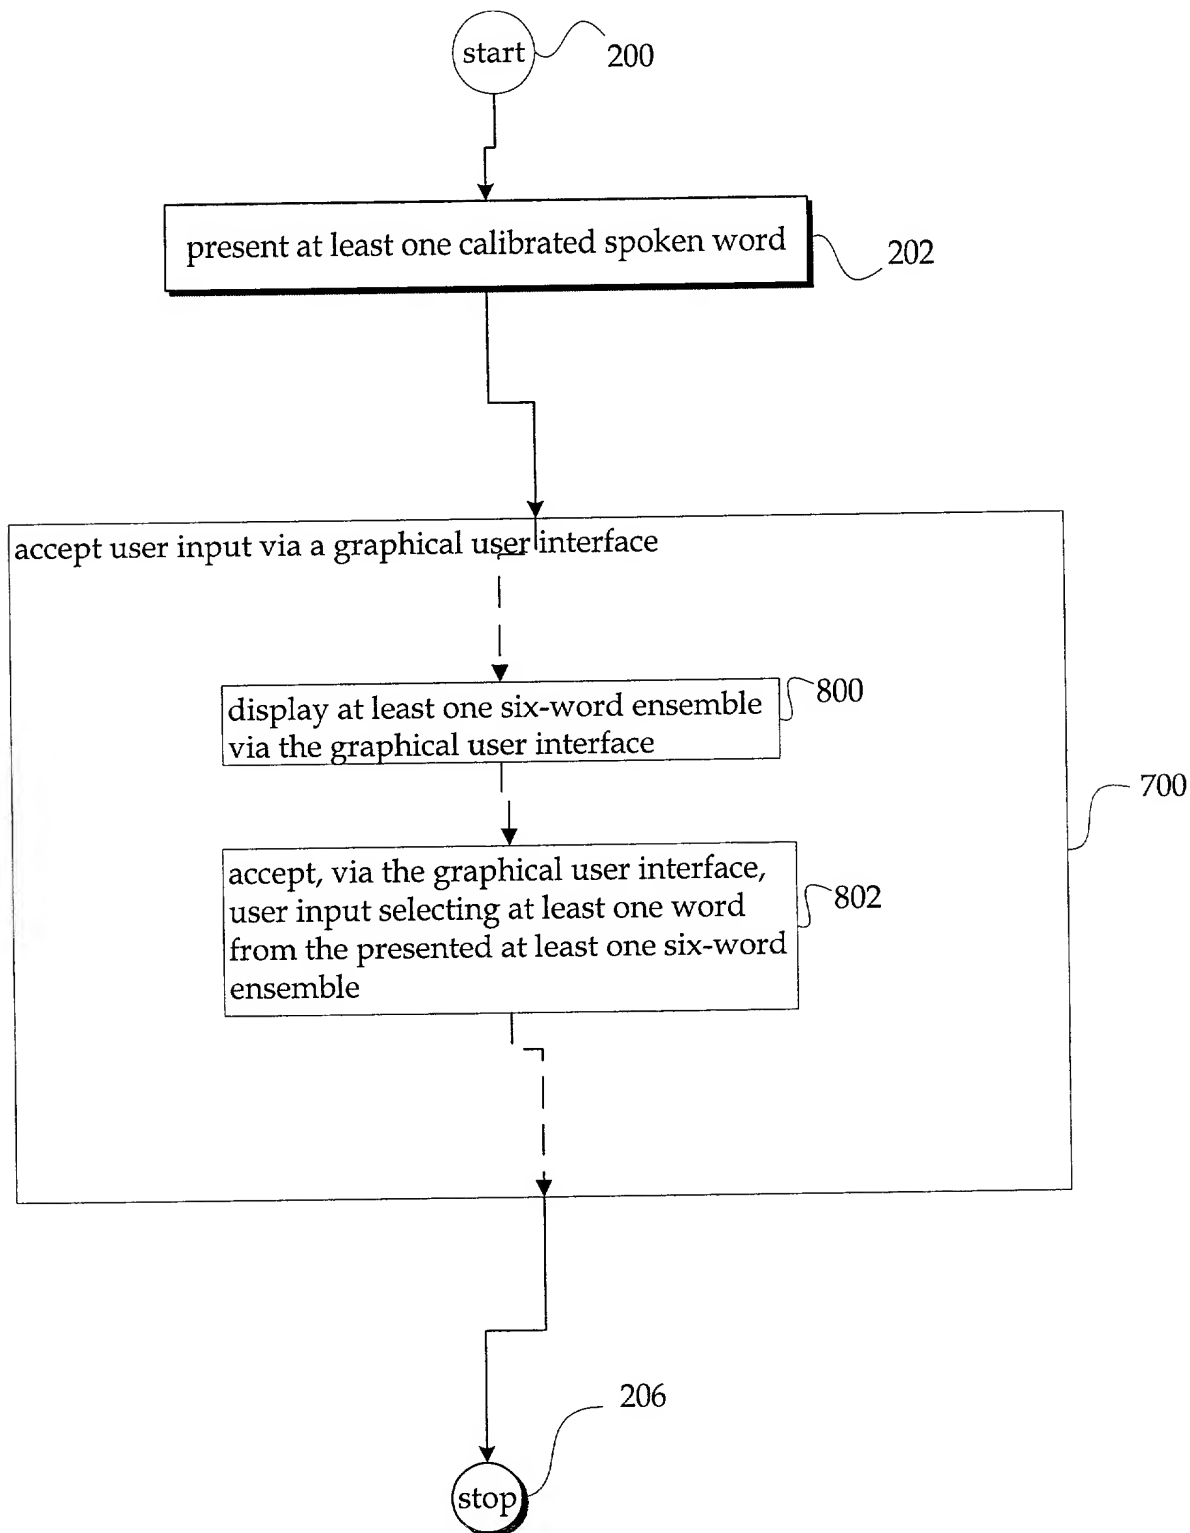 start
200
present at least one calibrated spoken word
202
accept user input via a graphical user interface
display at least one six-word ensemble
via the graphical user interface
800
700
accept, via the graphical user interface,
user input selecting at least one word
from the presented at least one six-word
ensemble
802
206
stop